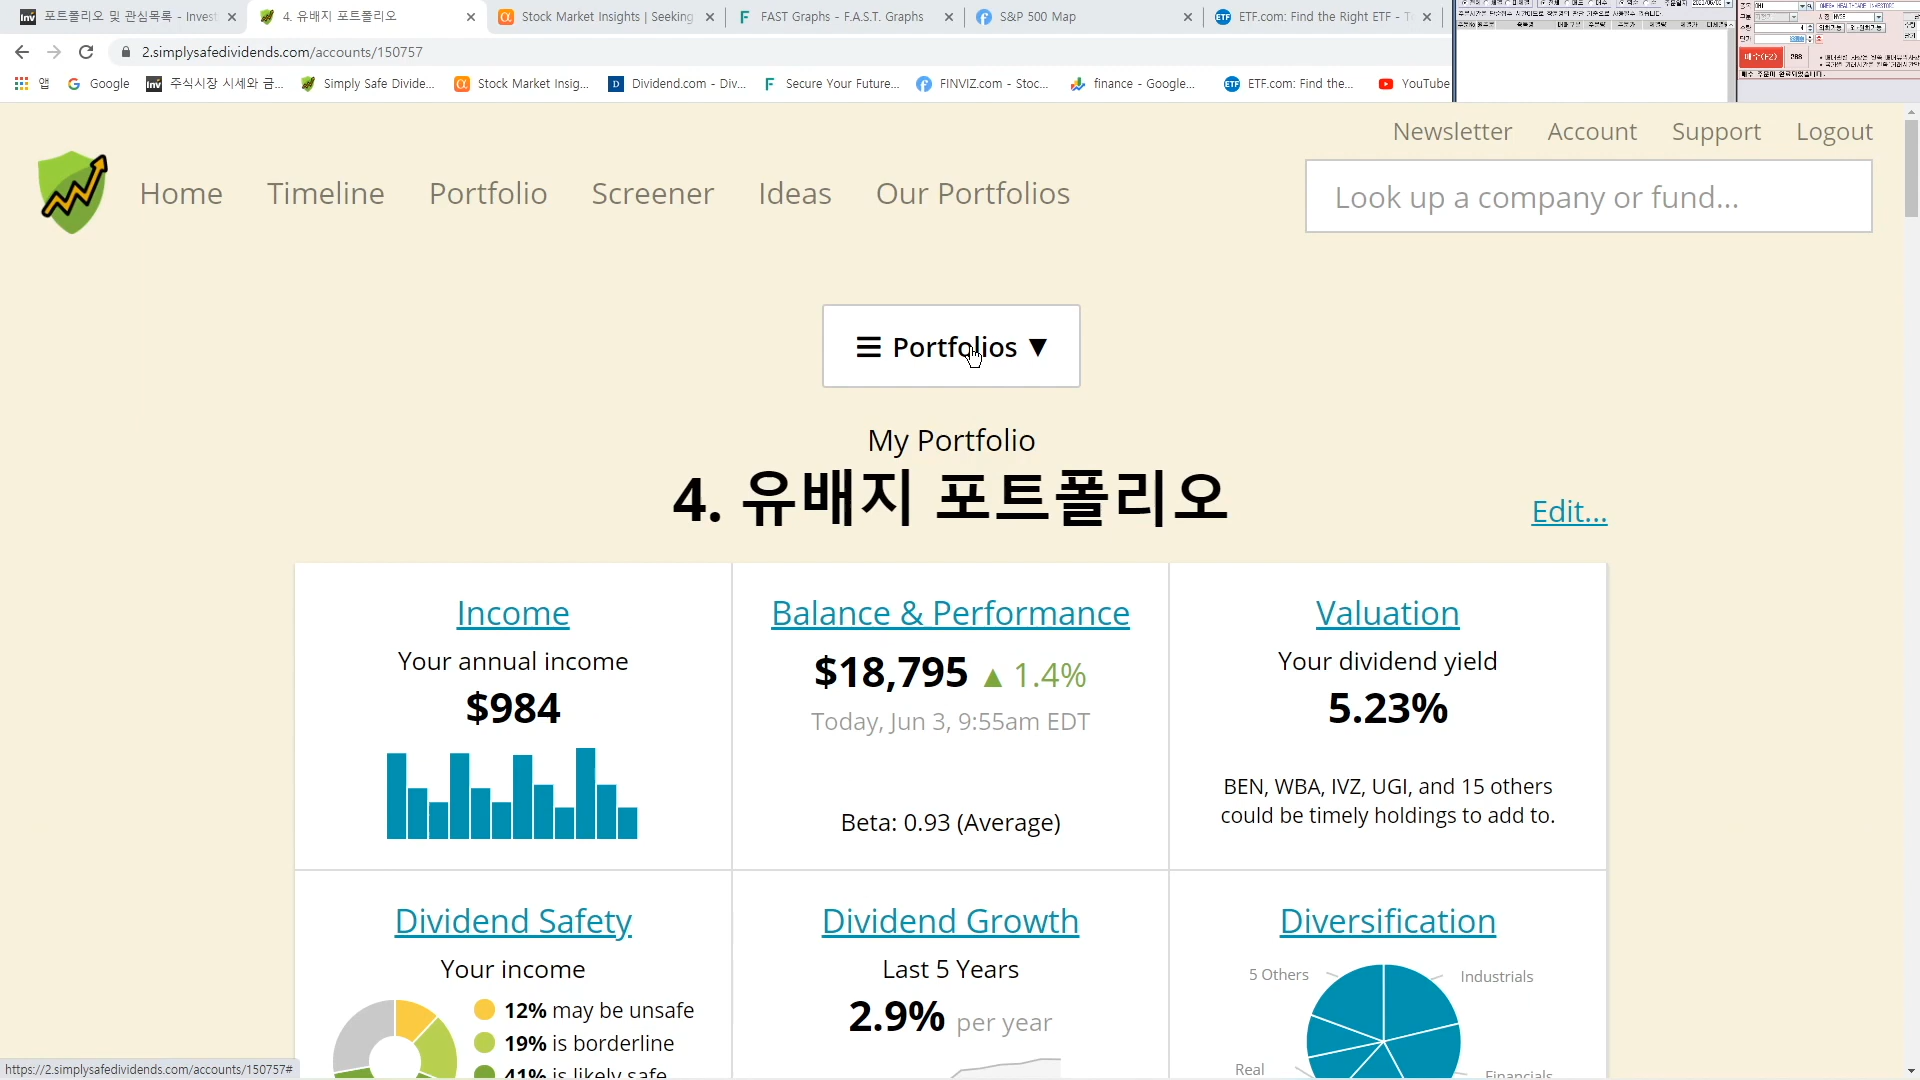 포트폴리오 및 관심목록 - Invest
4. 유배지 포트폴리오
Stock Market Insights | Seeking
FAST Graphs - F.A.S.T. Graphs
S&P 500 Map
ETF.com: Find the Right ETF - T
2.simplysafedividends.com/accounts/150757
앱
Google
주식시장 시세와 금...
Simply Safe Divide...
Stock Market Insig...
Dividend.com - Div...
Secure Your Future...
FINVIZ.com - Stoc...
finance - Google...
ETF.com: Find the...
YouTube
Newsletter Account Support Logout
Home Timeline Portfolio Screener Ideas Our Portfolios
Look up a company or fund...
☰ Portfolios ▼
My Portfolio
4. 유배지 포트폴리오
Edit...
Income
Your annual income
$984
Balance & Performance
$18,795 ▲ 1.4%
Today, Jun 3, 9:55am EDT
Beta: 0.93 (Average)
Valuation
Your dividend yield
5.23%
BEN, WBA, IVZ, UGI, and 15 others
could be timely holdings to add to.
Dividend Safety
Your income
12% may be unsafe
19% is borderline
41% is likely safe
Dividend Growth
Last 5 Years
2.9% per year
Diversification
5 Others
Industrials
Real
Financials
https://2.simplysafedividends.com/accounts/150757#